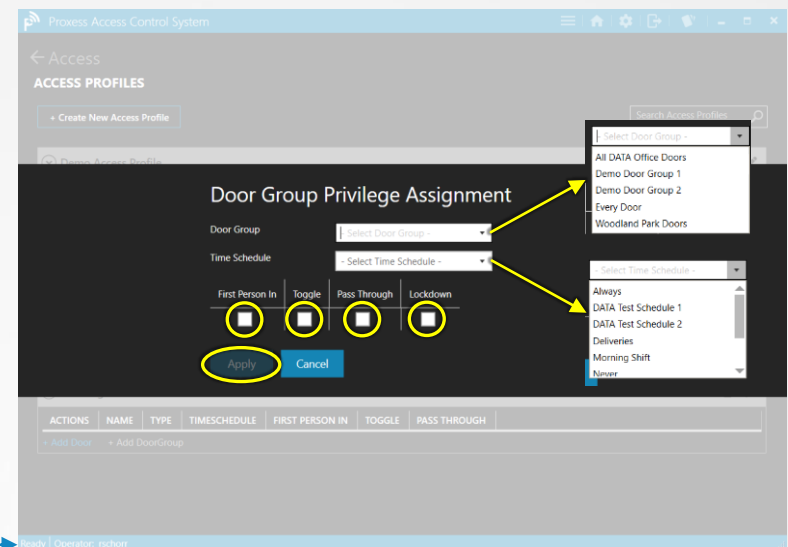 Proxess Access Control System
Access
ACCESS PROFILES
+ Create New Access Profile
Search Access Profiles
Demo Access Profile
- Select Door Group -
All DATA Office Doors
Demo Door Group 1
Demo Door Group 2
Every Door
Woodland Park Doors
Door Group Privilege Assignment
Door Group
- Select Door Group -
Time Schedule
- Select Time Schedule -
First Person In Toggle Pass Through Lockdown
Apply Cancel
- Select Time Schedule -
Always
DATA Test Schedule 1
DATA Test Schedule 2
Deliveries
Morning Shift
Never
ACTIONS NAME TYPE TIMESCHEDULE FIRST PERSON IN TOGGLE PASS THROUGH
+ Add Door + Add DoorGroup
Ready Operator: rschorr